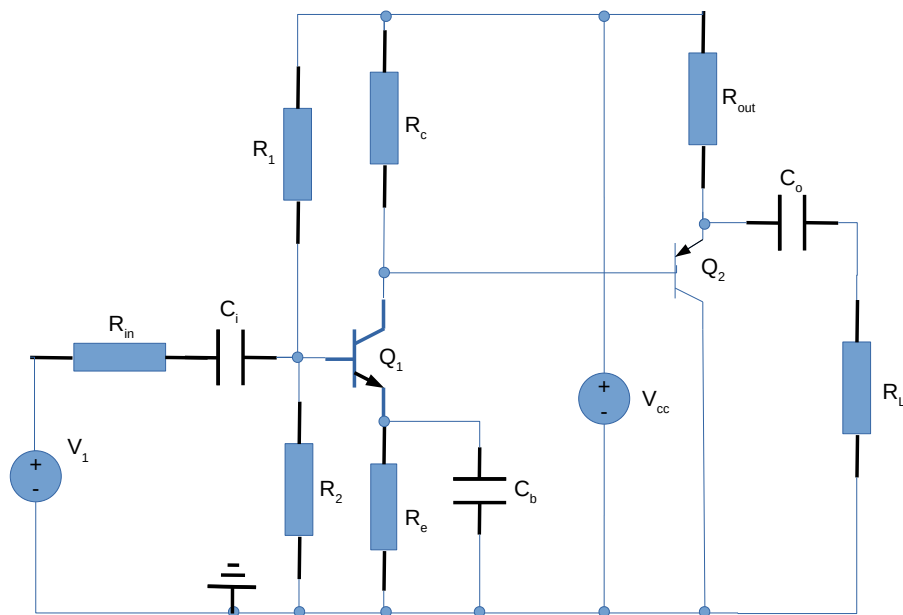 R1
Rc
Rout
Co
Q2
Ci
Rin
Q1
+
-
Vcc
RL
V1
+
-
R2
Re
Cb